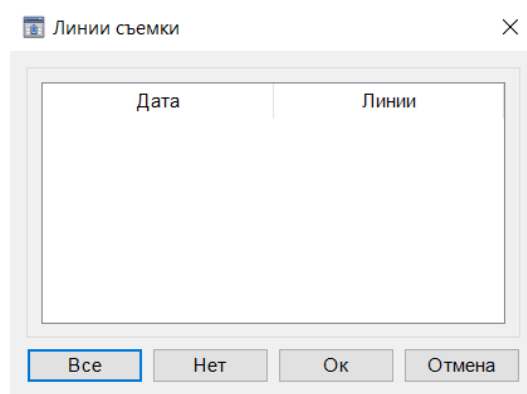 Линии съемки
Дата Линии
Все Нет Ок Отмена